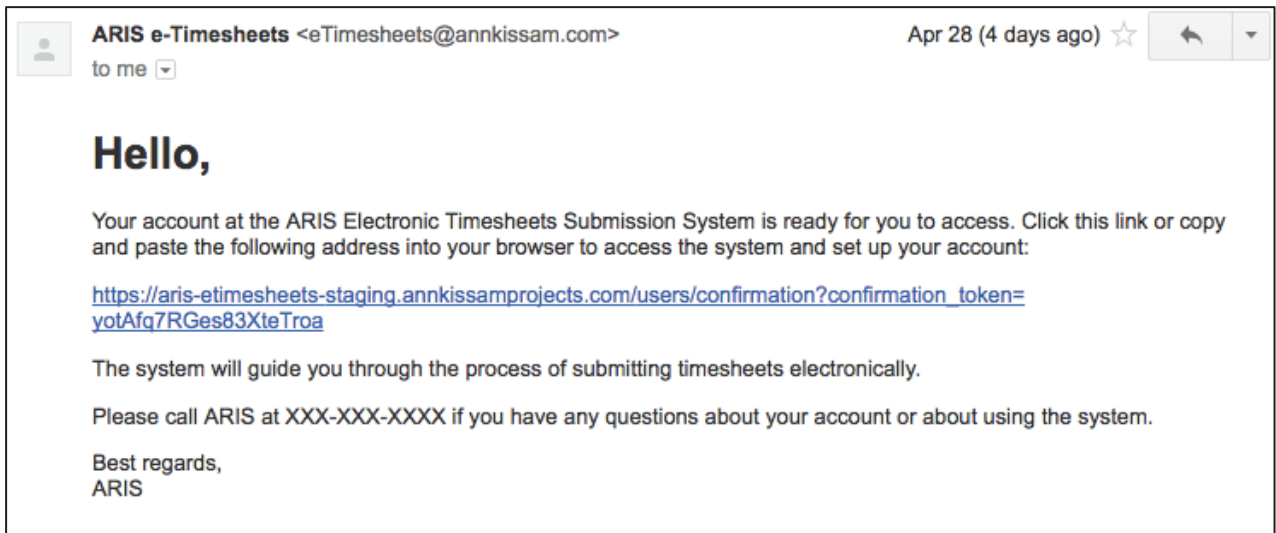 ARIS e-Timesheets <eTimesheets@annkissam.com> Apr 28 (4 days ago)
to me
Hello,
Your account at the ARIS Electronic Timesheets Submission System is ready for you to access. Click this link or copy
and paste the following address into your browser to access the system and set up your account:
https://aris-etimesheets-staging.annkissamprojects.com/users/confirmation?confirmation_token=
yotAfq7RGes83XteTroa
The system will guide you through the process of submitting timesheets electronically.
Please call ARIS at XXX-XXX-XXXX if you have any questions about your account or about using the system.
Best regards,
ARIS